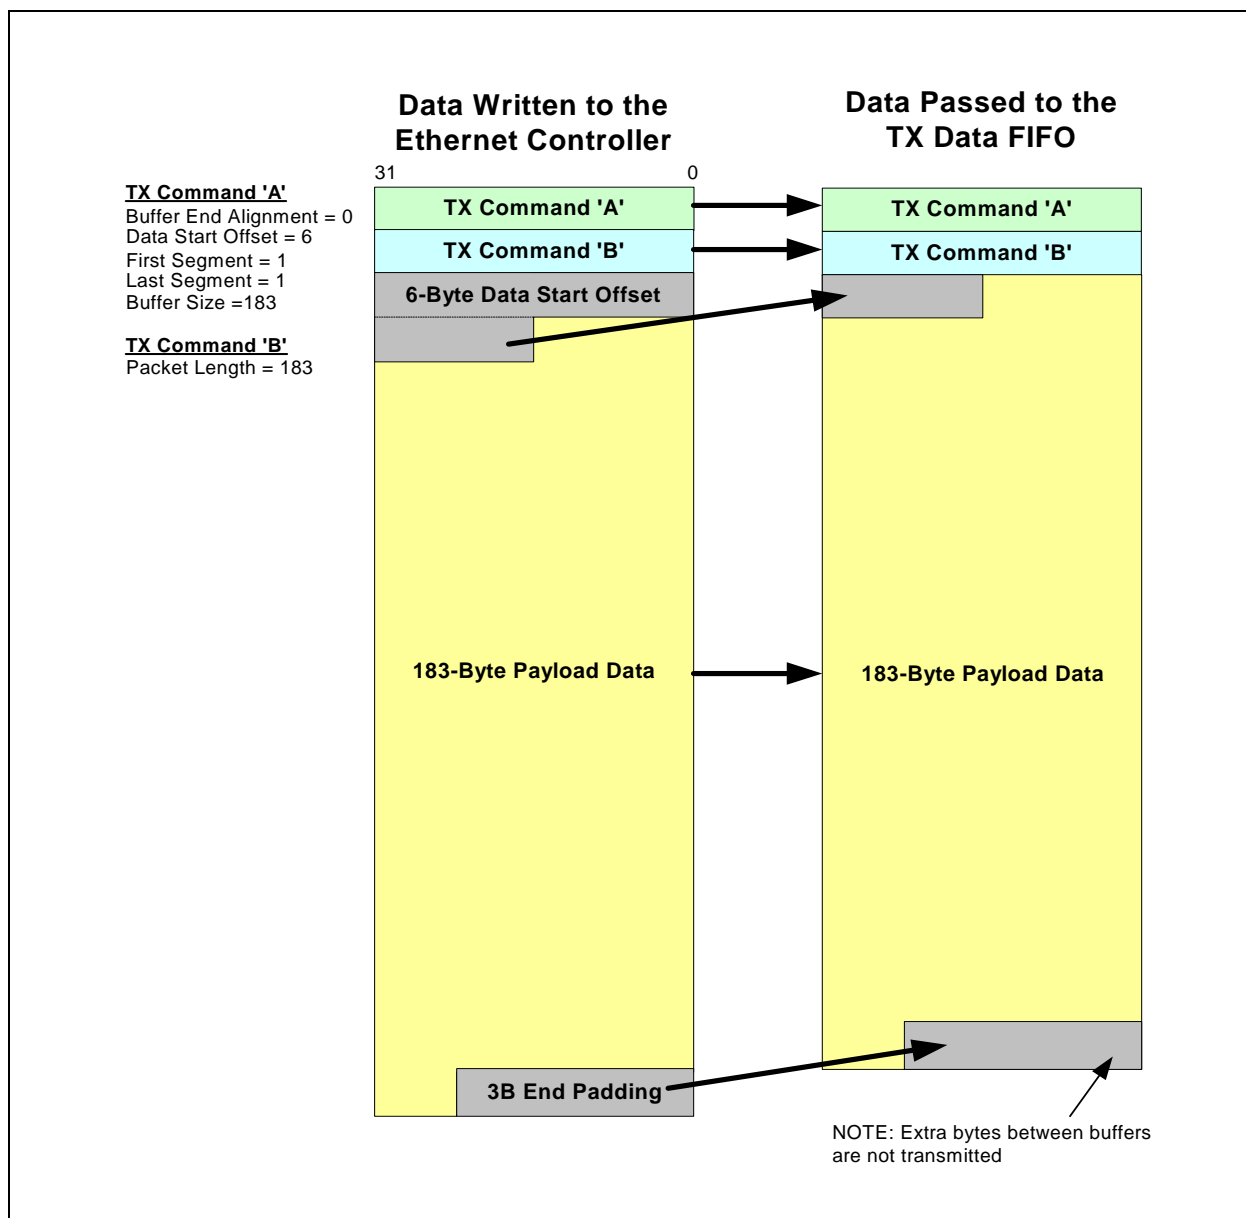 Data Written to the
Ethernet Controller
Data Passed to the
TX Data FIFO
31
0
TX Command 'A'
Buffer End Alignment = 0
Data Start Offset = 6
First Segment = 1
Last Segment = 1
Buffer Size =183
TX Command 'B'
Packet Length = 183
TX Command 'A'
TX Command 'B'
6-Byte Data Start Offset
183-Byte Payload Data
3B End Padding
TX Command 'A'
TX Command 'B'
183-Byte Payload Data
NOTE: Extra bytes between buffers
are not transmitted